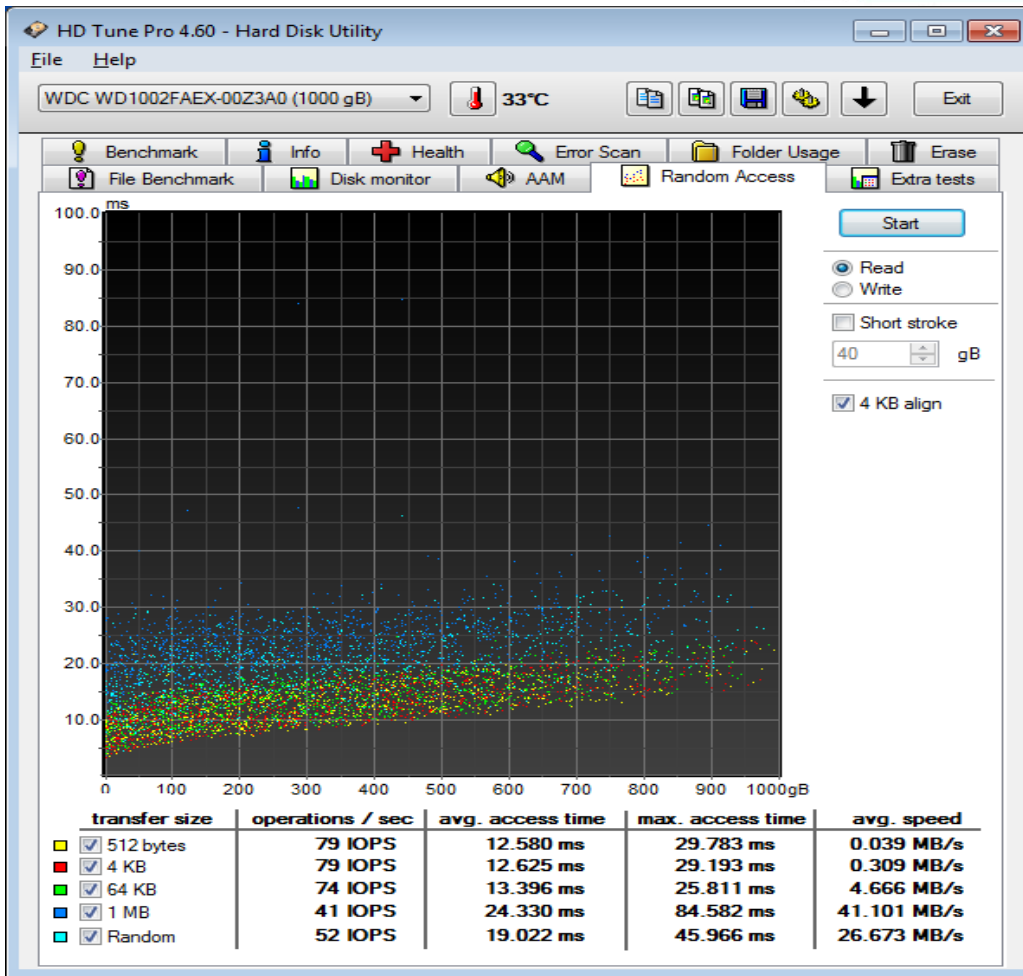 HD Tune Pro 4.60 - Hard Disk Utility
File Help
WDC WD1002FAEX-00Z3A0 (1000 gB) 33°C Exit
Benchmark Info Health Error Scan Folder Usage Erase
File Benchmark Disk monitor AAM Random Access Extra tests
ms
100.0
90.0
80.0
70.0
60.0
50.0
40.0
30.0
20.0
10.0
0 100 200 300 400 500 600 700 800 900 1000gB
Start
Read
Write
Short stroke
40 gB
4 KB align
transfer size operations / sec avg. access time max. access time avg. speed
512 bytes 79 IOPS 12.580 ms 29.783 ms 0.039 MB/s
4 KB 79 IOPS 12.625 ms 29.193 ms 0.309 MB/s
64 KB 74 IOPS 13.396 ms 25.811 ms 4.666 MB/s
1 MB 41 IOPS 24.330 ms 84.582 ms 41.101 MB/s
Random 52 IOPS 19.022 ms 45.966 ms 26.673 MB/s